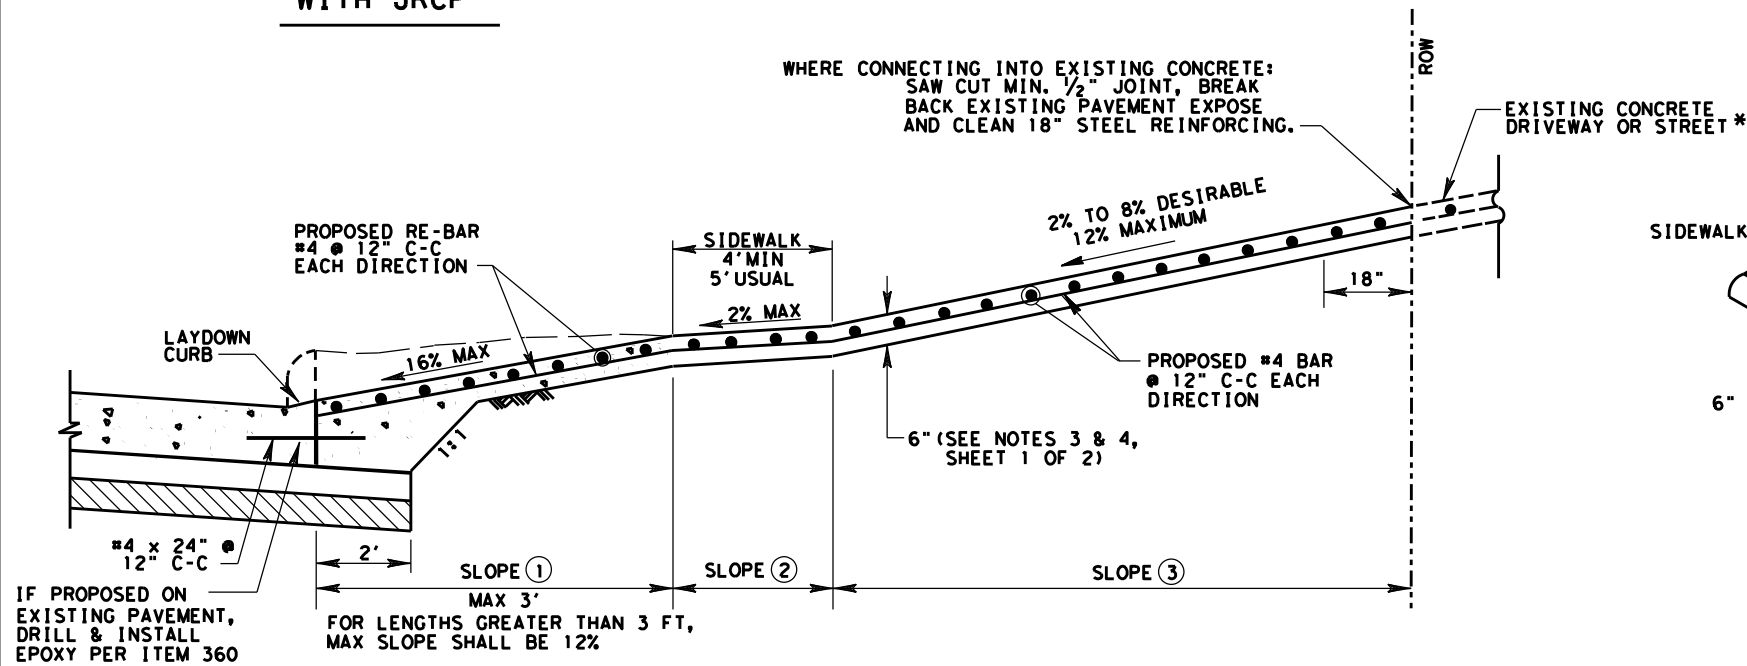 WITH JRCP
WHERE CONNECTING INTO EXISTING CONCRETE:
SAW CUT MIN. 1/2" JOINT, BREAK
BACK EXISTING PAVEMENT EXPOSE
AND CLEAN 18" STEEL REINFORCING.
ROW
EXISTING CONCRETE
DRIVEWAY OR STREET *
2% TO 8% DESIRABLE
12% MAXIMUM
PROPOSED RE-BAR
#4 @ 12" C-C
EACH DIRECTION
SIDEWALK
4' MIN
5' USUAL
SIDEWALK
18"
2% MAX
LAYDOWN
CURB
16% MAX
PROPOSED #4 BAR
@ 12" C-C EACH
DIRECTION
6"
1:1
6" (SEE NOTES 3 & 4,
SHEET 1 OF 2)
#4 x 24" @
12" C-C
2'
SLOPE 1
SLOPE 2
SLOPE 3
MAX 3'
FOR LENGTHS GREATER THAN 3 FT,
MAX SLOPE SHALL BE 12%
IF PROPOSED ON
EXISTING PAVEMENT,
DRILL & INSTALL
EPOXY PER ITEM 360